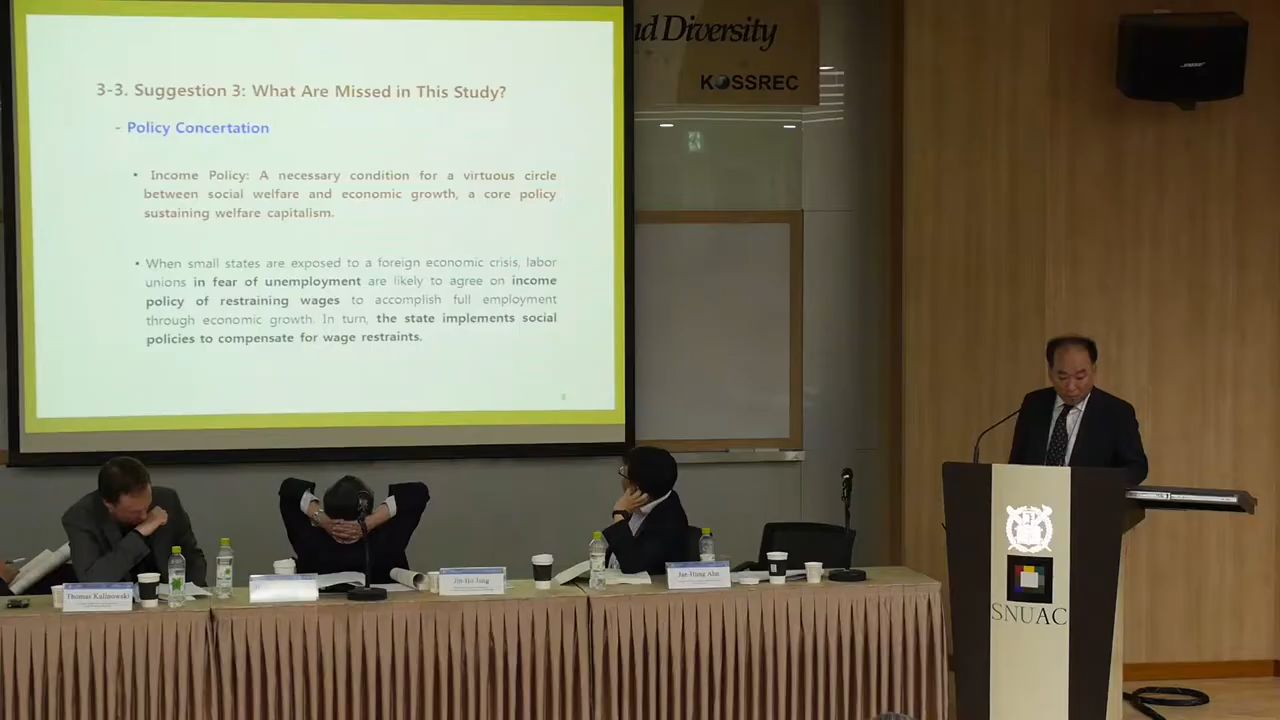 nd Diversity
KOSSREC
BOSE
3-3. Suggestion 3: What Are Missed in This Study?
- Policy Concertation
• Income Policy: A necessary condition for a virtuous circle
between social welfare and economic growth, a core policy
sustaining welfare capitalism.
• When small states are exposed to a foreign economic crisis, labor
unions in fear of unemployment are likely to agree on income
policy of restraining wages to accomplish full employment
through economic growth. In turn, the state implements social
policies to compensate for wage restraints.
Thomas Kalinowski
Jin-Ho Jang
SNUAC